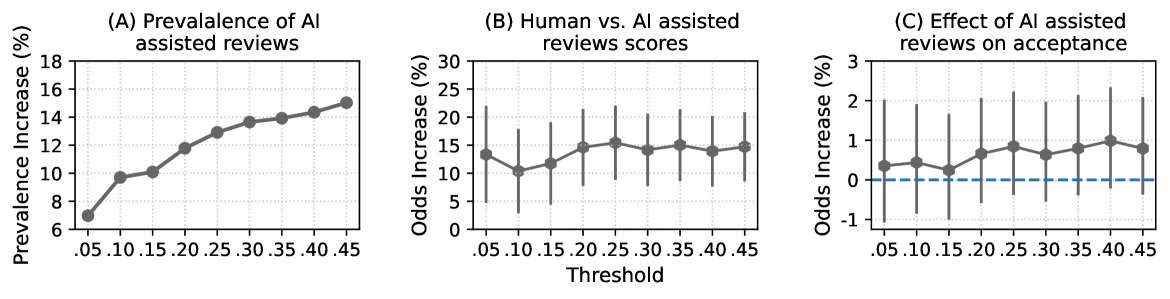 (A) Prevalalence of AI
assisted reviews
Prevalence Increase (%)
18
16
14
12
10
8
6
.05 .10 .15 .20 .25 .30 .35 .40 .45
(B) Human vs. AI assisted
reviews scores
Odds Increase (%)
30
25
20
15
10
5
0
.05 .10 .15 .20 .25 .30 .35 .40 .45
Threshold
(C) Effect of AI assisted
reviews on acceptance
Odds Increase (%)
3
2
1
0
-1
.05 .10 .15 .20 .25 .30 .35 .40 .45